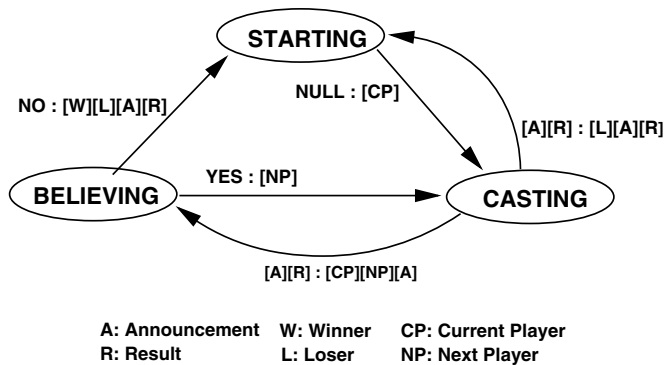 STARTING
NULL : [CP]
NO : [W][L][A][R]
[A][R] : [L][A][R]
YES : [NP]
BELIEVING
CASTING
[A][R] : [CP][NP][A]
A: Announcement W: Winner CP: Current Player
R: Result L: Loser NP: Next Player